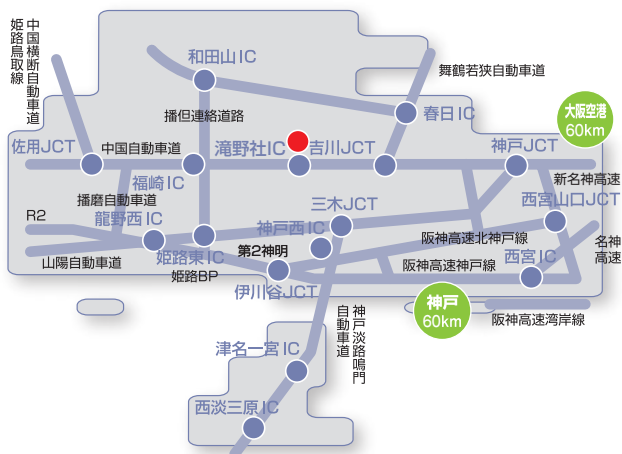 中国横断自動車道
姫路鳥取線
和田山IC
舞鶴若狭自動車道
播但連絡道路
春日IC
大阪空港
60km
佐用JCT
中国自動車道
滝野社IC
吉川JCT
神戸JCT
福崎IC
新名神高速
播磨自動車道
西宮山口JCT
R2
龍野西IC
三木JCT
神戸西IC
阪神高速北神戸線
名神
高速
山陽自動車道
姫路東IC
第2神明
西宮IC
姫路BP
阪神高速神戸線
伊川谷JCT
神戸
60km
神戸淡路鳴門
自動車道
阪神高速湾岸線
津名一宮IC
西淡三原IC